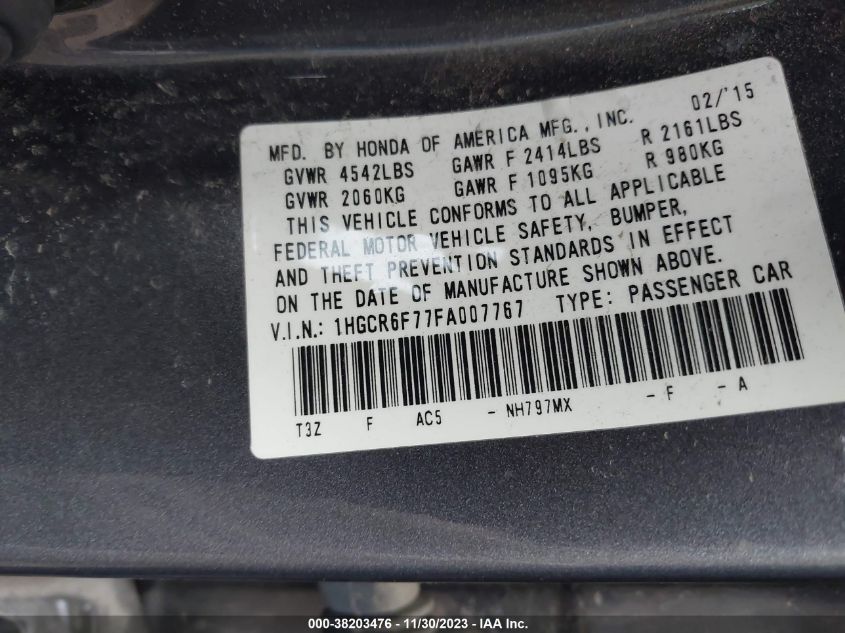 02/'15
MFD. BY HONDA OF AMERICA MFG., INC.
GVWR 4542LBS GAWR F 2414LBS R 2161LBS
GVWR 2060KG GAWR F 1095KG R 980KG
THIS VEHICLE CONFORMS TO ALL APPLICABLE
FEDERAL MOTOR VEHICLE SAFETY, BUMPER,
AND THEFT PREVENTION STANDARDS IN EFFECT
ON THE DATE OF MANUFACTURE SHOWN ABOVE.
V.I.N.: 1HGCR6F77FA007767 TYPE: PASSENGER CAR
T3Z F AC5 - NH797MX - F - A
000-38203476 - 11/30/2023 - IAA Inc.